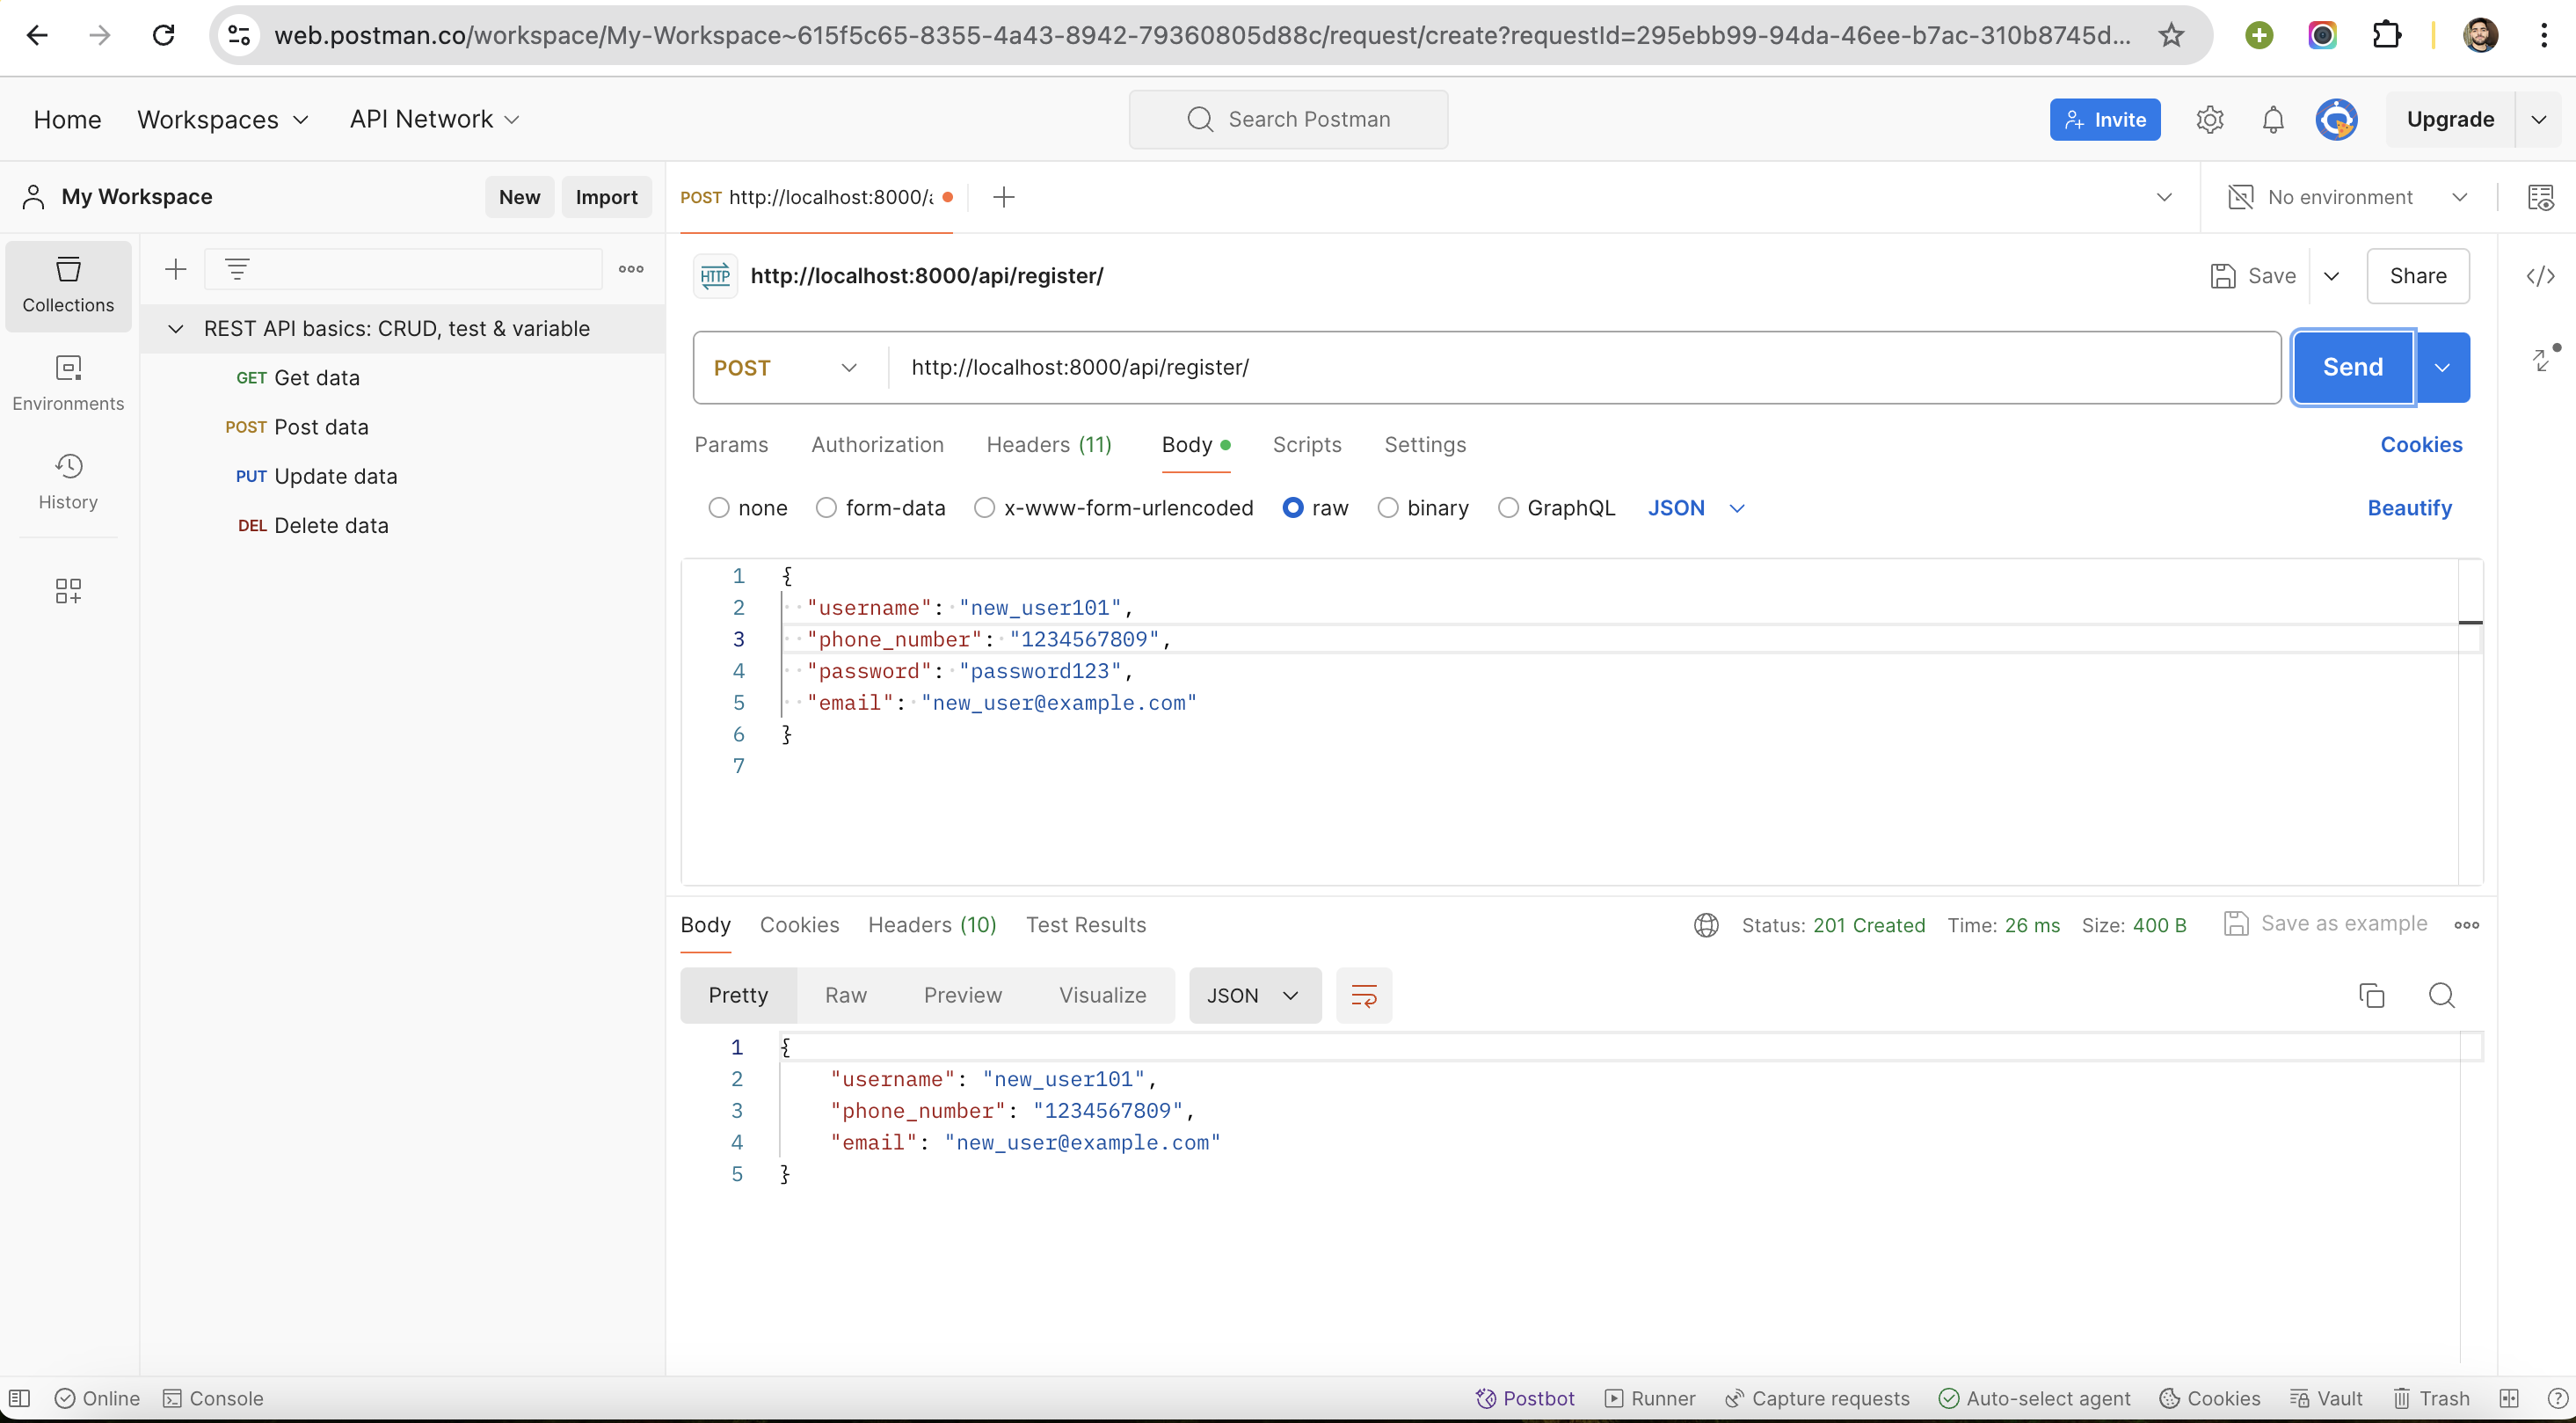 web.postman.co/workspace/My-Workspace~615f5c65-8355-4a43-8942-79360805d88c/request/create?requestId=295ebb99-94da-46ee-b7ac-310b8745d...
Home Workspaces API Network Search Postman Invite Upgrade
My Workspace New Import POST http://localhost:8000/a No environment
Collections
Environments
History
REST API basics: CRUD, test & variable
GET Get data
POST Post data
PUT Update data
DEL Delete data
HTTP http://localhost:8000/api/register/ Save Share
POST http://localhost:8000/api/register/ Send
Params Authorization Headers (11) Body Scripts Settings Cookies
none form-data x-www-form-urlencoded raw binary GraphQL JSON Beautify
1 {
2 "username": "new_user101",
3 "phone_number": "1234567809",
4 "password": "password123",
5 "email": "new_user@example.com"
6 }
7
Body Cookies Headers (10) Test Results Status: 201 Created Time: 26 ms Size: 400 B Save as example
Pretty Raw Preview Visualize JSON
1 {
2 "username": "new_user101",
3 "phone_number": "1234567809",
4 "email": "new_user@example.com"
5 }
Online Console Postbot Runner Capture requests Auto-select agent Cookies Vault Trash